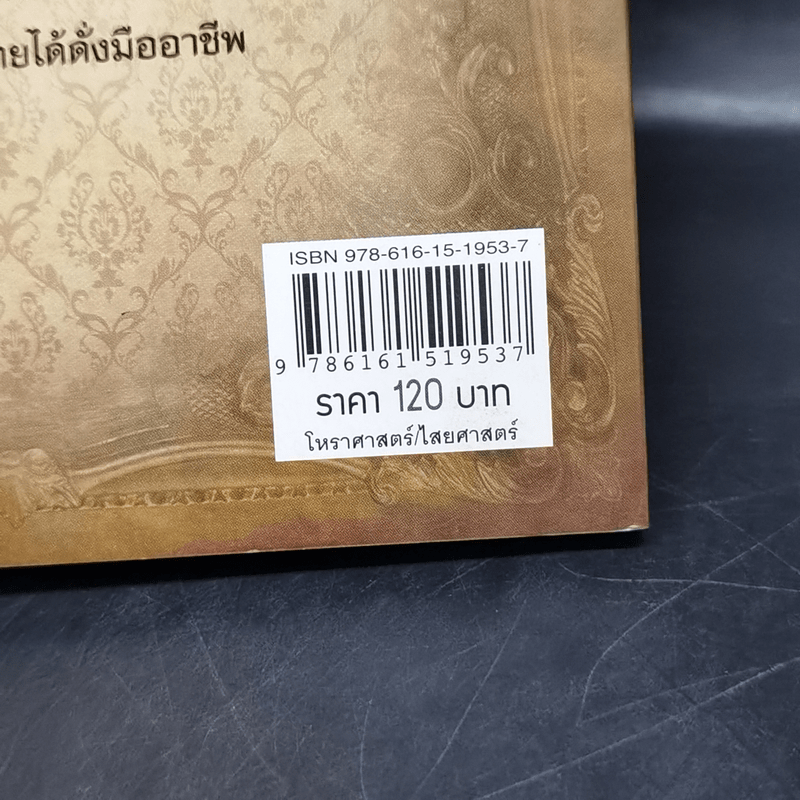 ายได้ดั่งมืออาชีพ
ISBN 978-616-15-1953-7
9 786161 519537
ราคา 120 บาท
โหราศาสตร์/ไสยศาสตร์